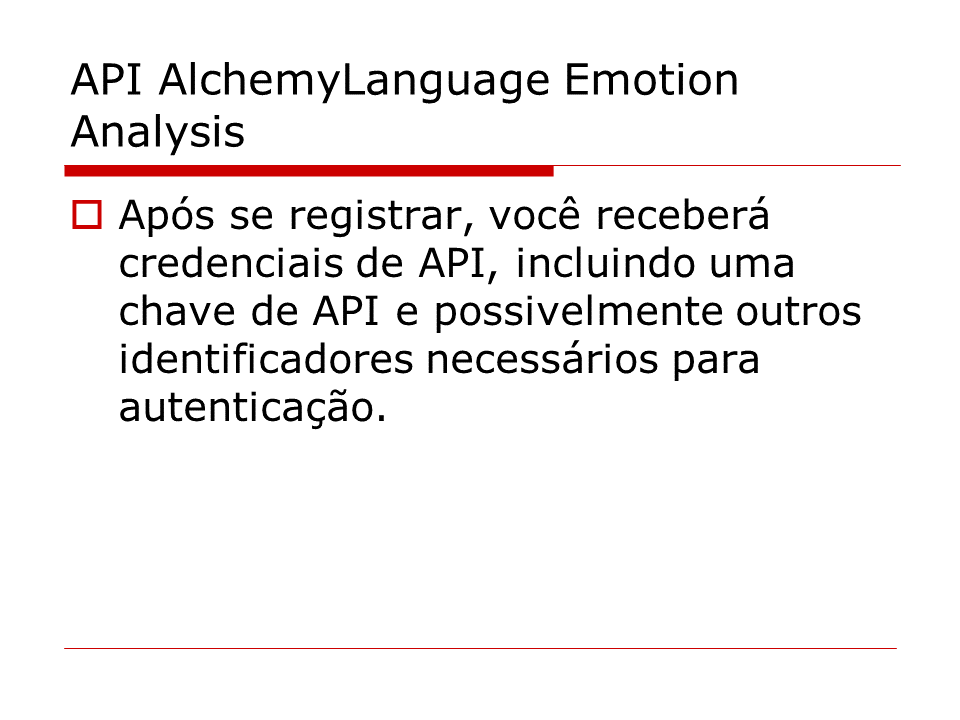 API AlchemyLanguage Emotion
Analysis
Após se registrar, você receberá
credenciais de API, incluindo uma
chave de API e possivelmente outros
identificadores necessários para
autenticação.